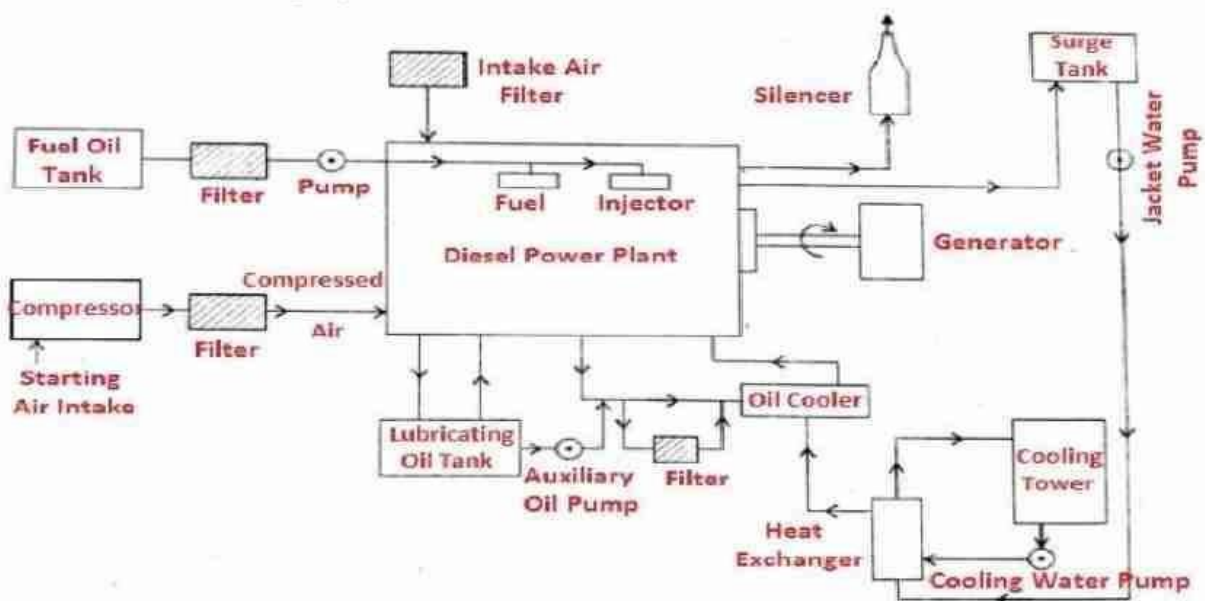 Intake Air
Filter
Silencer
Surge
Tank
Jacket Water
Pump
Fuel Oil
Tank
Filter
Pump
Fuel
Injector
Generator
Diesel Power Plant
Compressor
Compressed
Air
Filter
Starting
Air Intake
Lubricating
Oil Tank
Auxiliary
Oil Pump
Filter
Oil Cooler
Cooling
Tower
Heat
Exchanger
Cooling Water Pump